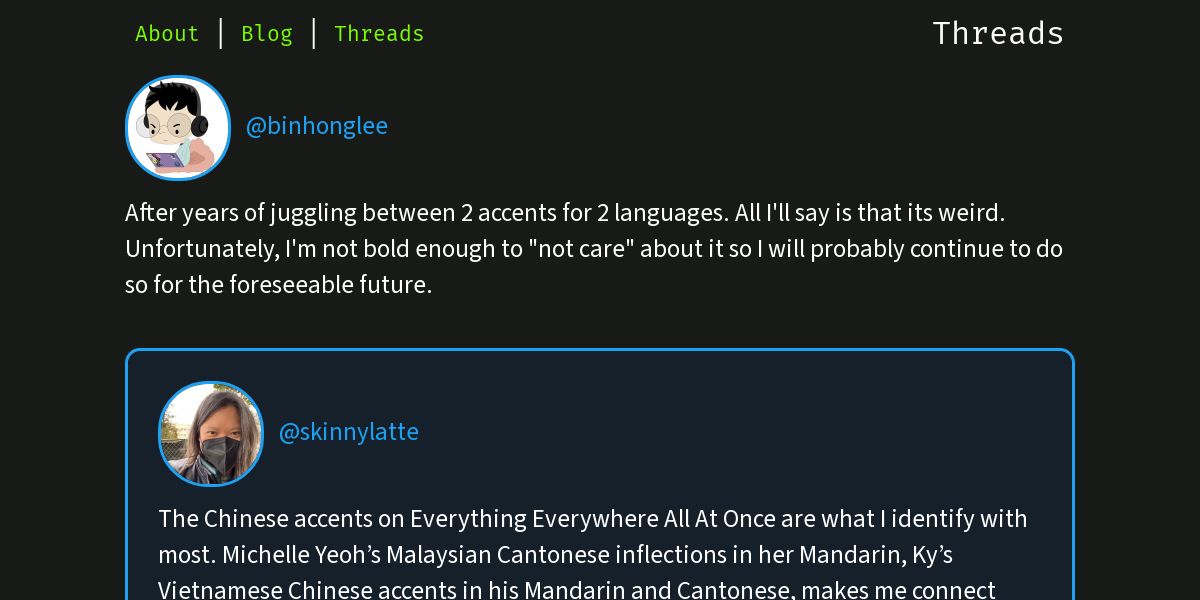 About | Blog | Threads
Threads
@binhonglee
After years of juggling between 2 accents for 2 languages. All I'll say is that its weird.
Unfortunately, I'm not bold enough to "not care" about it so I will probably continue to do
so for the foreseeable future.
@skinnylatte
The Chinese accents on Everything Everywhere All At Once are what I identify with
most. Michelle Yeoh’s Malaysian Cantonese inflections in her Mandarin, Ky’s
Vietnamese Chinese accents in his Mandarin and Cantonese, makes me connect